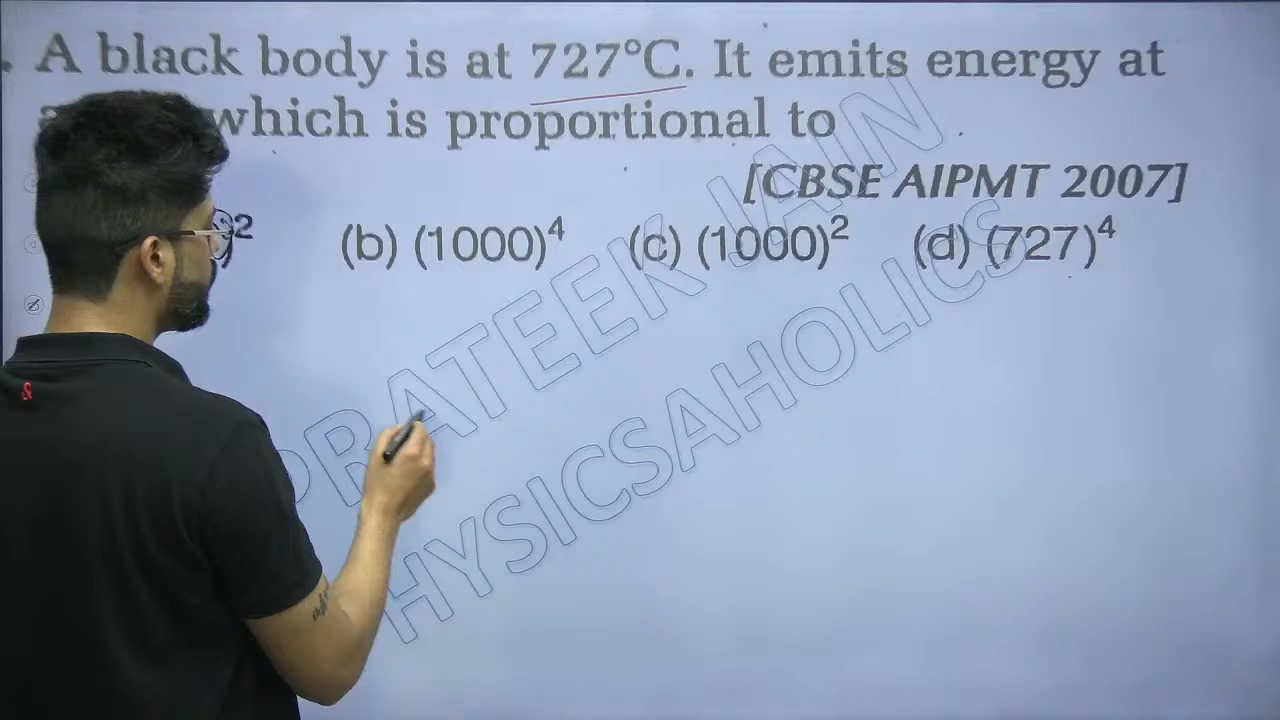 A black body is at 727°C. It emits energy at
which is proportional to
[CBSE AIPMT 2007]
2 (b) (1000)4 (c) (1000)2 (d) (727)4
PRATEEK JAIN
PHYSICSAHOLICS